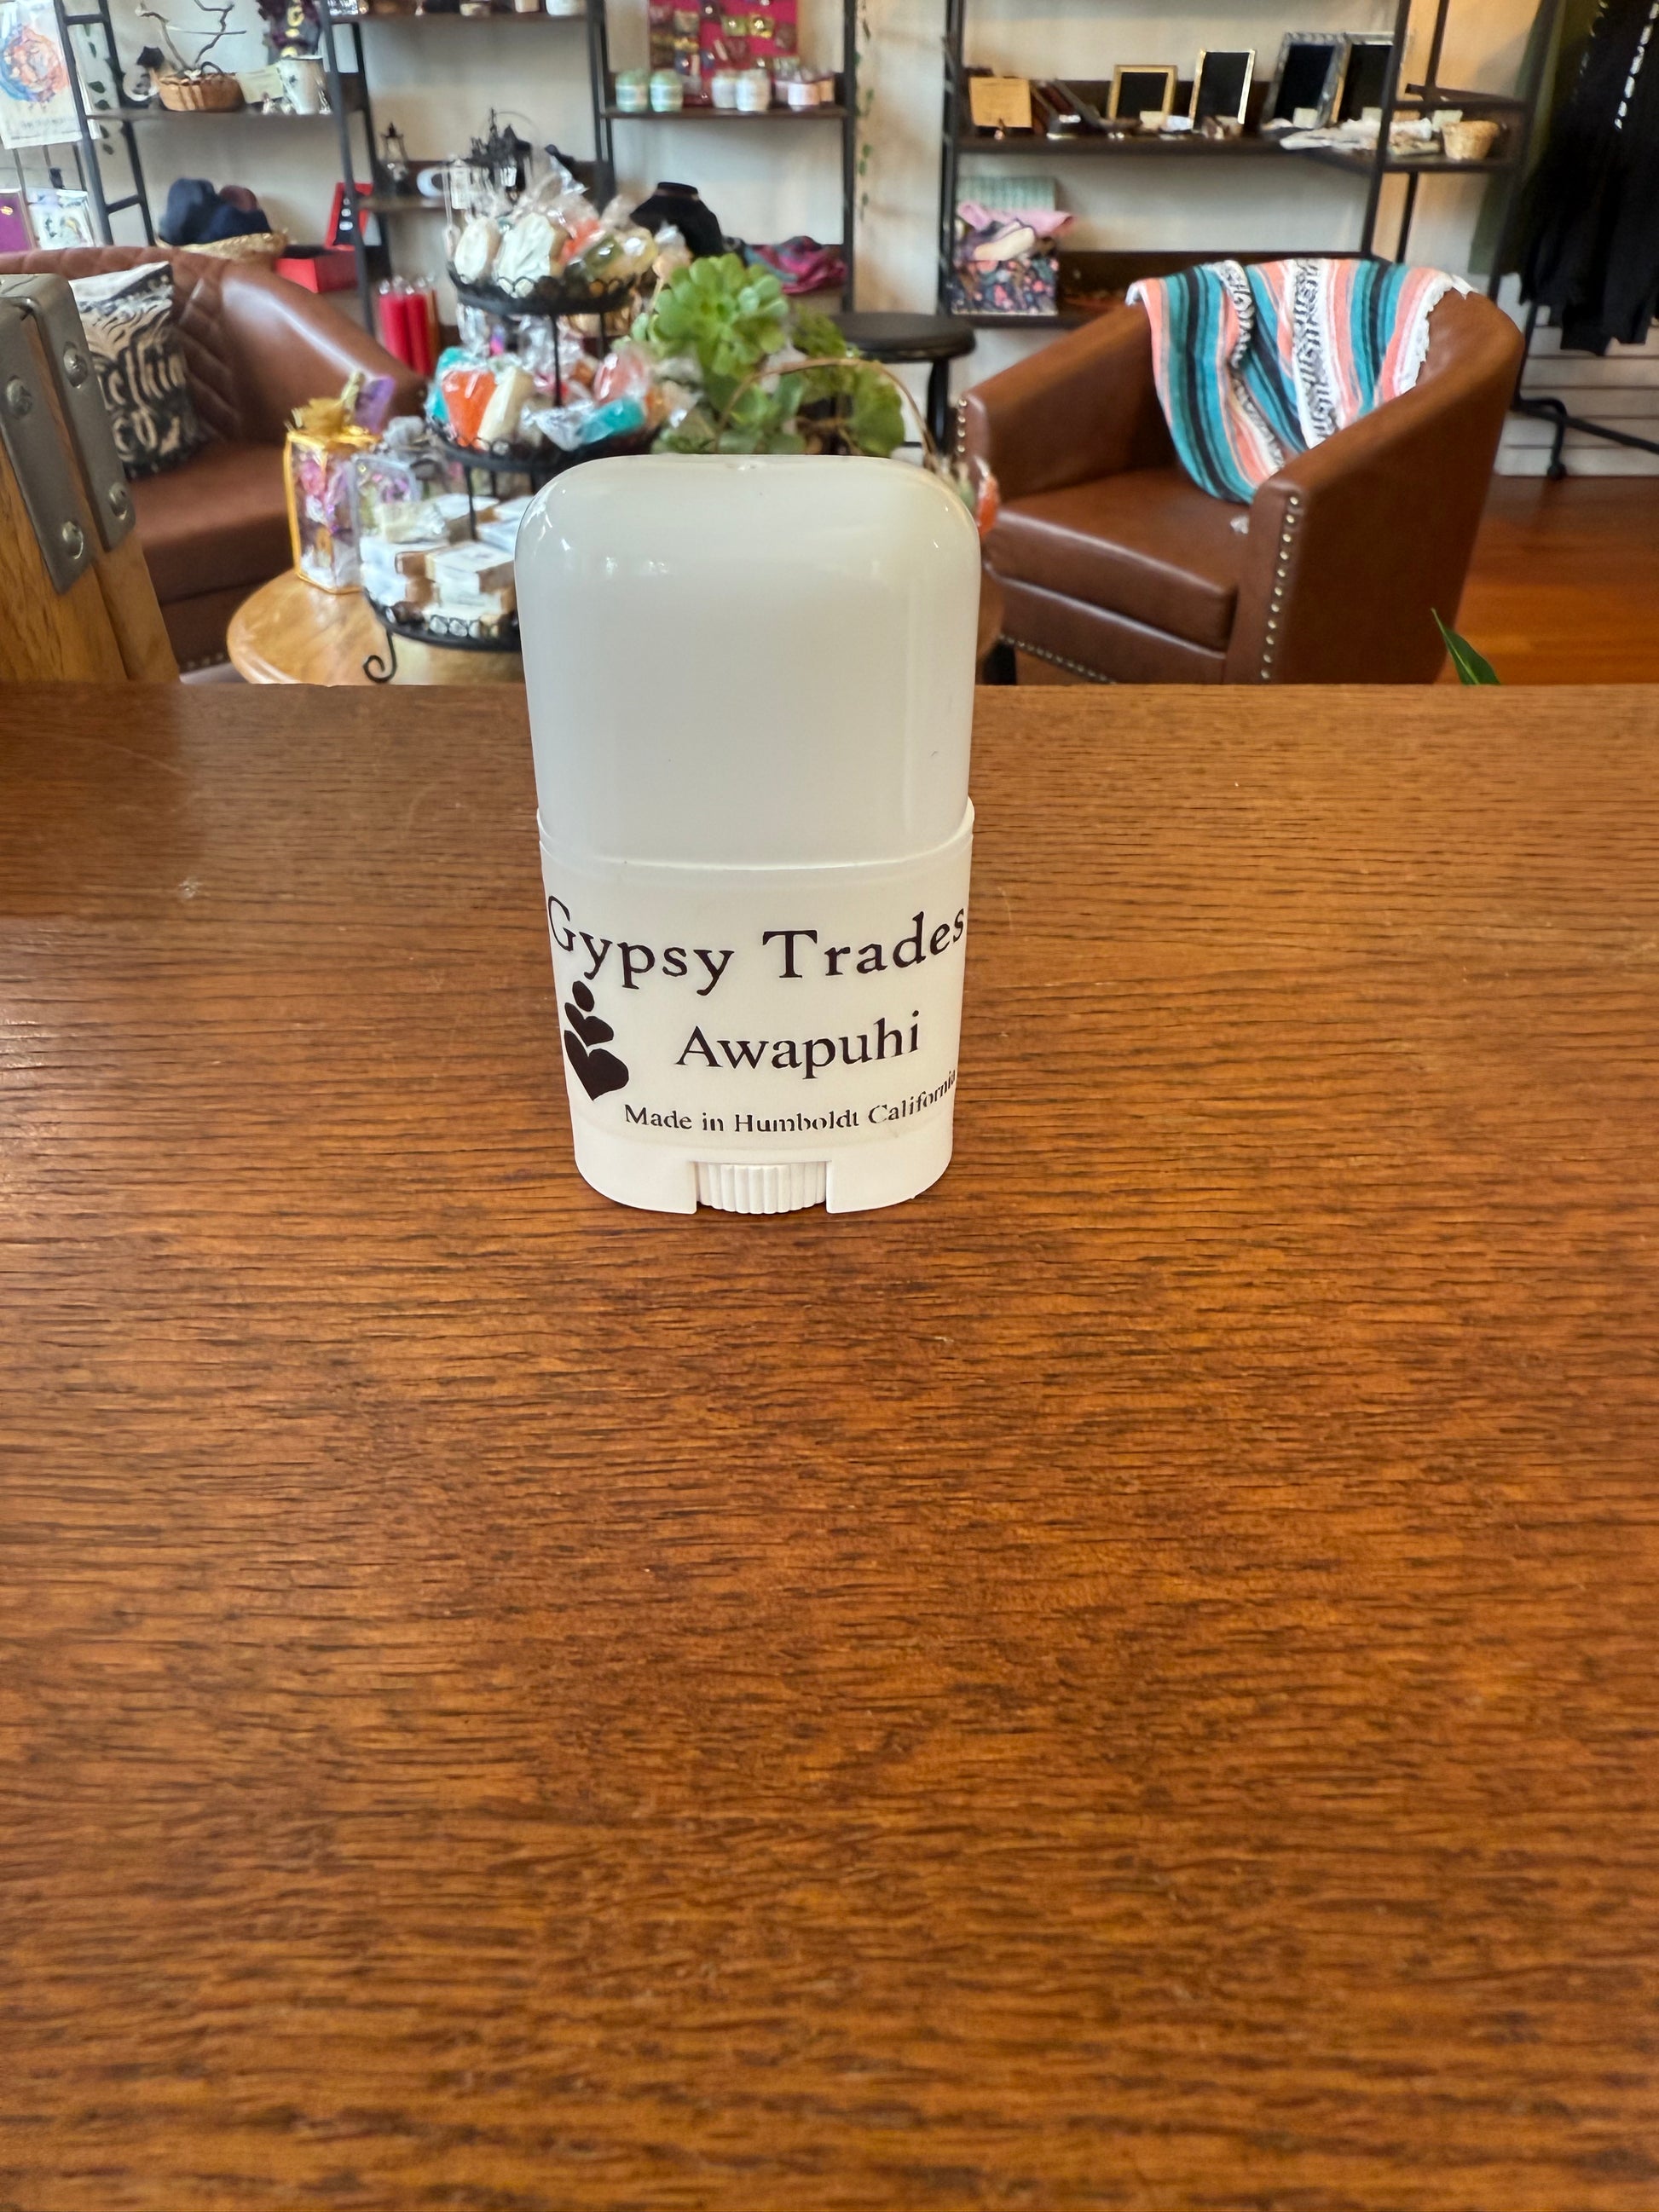 Gypsy Trades
Awapuhi
Made in Humboldt California